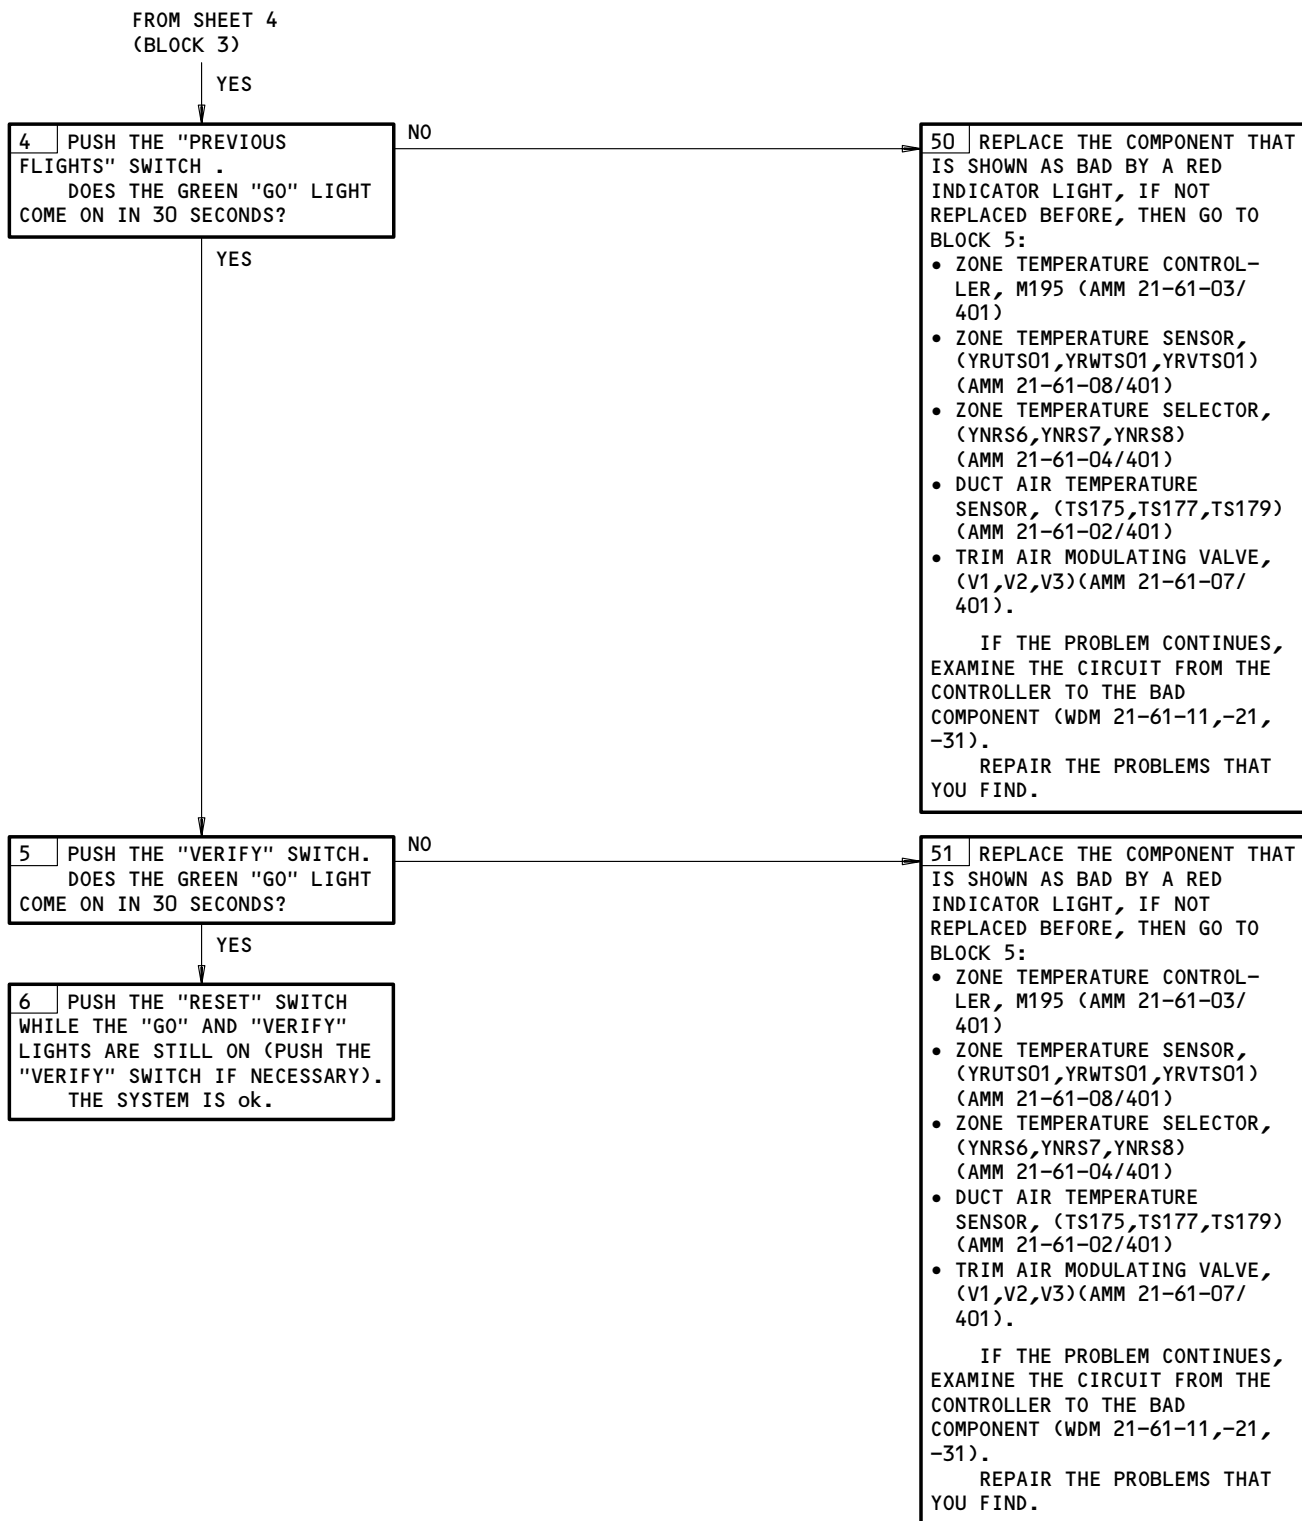 FROM SHEET 4
(BLOCK 3)
YES
4 PUSH THE "PREVIOUS
FLIGHTS" SWITCH .
DOES THE GREEN "GO" LIGHT
COME ON IN 30 SECONDS?
NO
YES
50 REPLACE THE COMPONENT THAT
IS SHOWN AS BAD BY A RED
INDICATOR LIGHT, IF NOT
REPLACED BEFORE, THEN GO TO
BLOCK 5:
• ZONE TEMPERATURE CONTROL-
LER, M195 (AMM 21-61-03/
401)
• ZONE TEMPERATURE SENSOR,
(YRUTS01,YRWTS01,YRVTS01)
(AMM 21-61-08/401)
• ZONE TEMPERATURE SELECTOR,
(YNRS6,YNRS7,YNRS8)
(AMM 21-61-04/401)
• DUCT AIR TEMPERATURE
SENSOR, (TS175,TS177,TS179)
(AMM 21-61-02/401)
• TRIM AIR MODULATING VALVE,
(V1,V2,V3)(AMM 21-61-07/
401).
IF THE PROBLEM CONTINUES,
EXAMINE THE CIRCUIT FROM THE
CONTROLLER TO THE BAD
COMPONENT (WDM 21-61-11,-21,
-31).
REPAIR THE PROBLEMS THAT
YOU FIND.
5 PUSH THE "VERIFY" SWITCH.
DOES THE GREEN "GO" LIGHT
COME ON IN 30 SECONDS?
NO
YES
6 PUSH THE "RESET" SWITCH
WHILE THE "GO" AND "VERIFY"
LIGHTS ARE STILL ON (PUSH THE
"VERIFY" SWITCH IF NECESSARY).
THE SYSTEM IS ok.
51 REPLACE THE COMPONENT THAT
IS SHOWN AS BAD BY A RED
INDICATOR LIGHT, IF NOT
REPLACED BEFORE, THEN GO TO
BLOCK 5:
• ZONE TEMPERATURE CONTROL-
LER, M195 (AMM 21-61-03/
401)
• ZONE TEMPERATURE SENSOR,
(YRUTS01,YRWTS01,YRVTS01)
(AMM 21-61-08/401)
• ZONE TEMPERATURE SELECTOR,
(YNRS6,YNRS7,YNRS8)
(AMM 21-61-04/401)
• DUCT AIR TEMPERATURE
SENSOR, (TS175,TS177,TS179)
(AMM 21-61-02/401)
• TRIM AIR MODULATING VALVE,
(V1,V2,V3)(AMM 21-61-07/
401).
IF THE PROBLEM CONTINUES,
EXAMINE THE CIRCUIT FROM THE
CONTROLLER TO THE BAD
COMPONENT (WDM 21-61-11,-21,
-31).
REPAIR THE PROBLEMS THAT
YOU FIND.